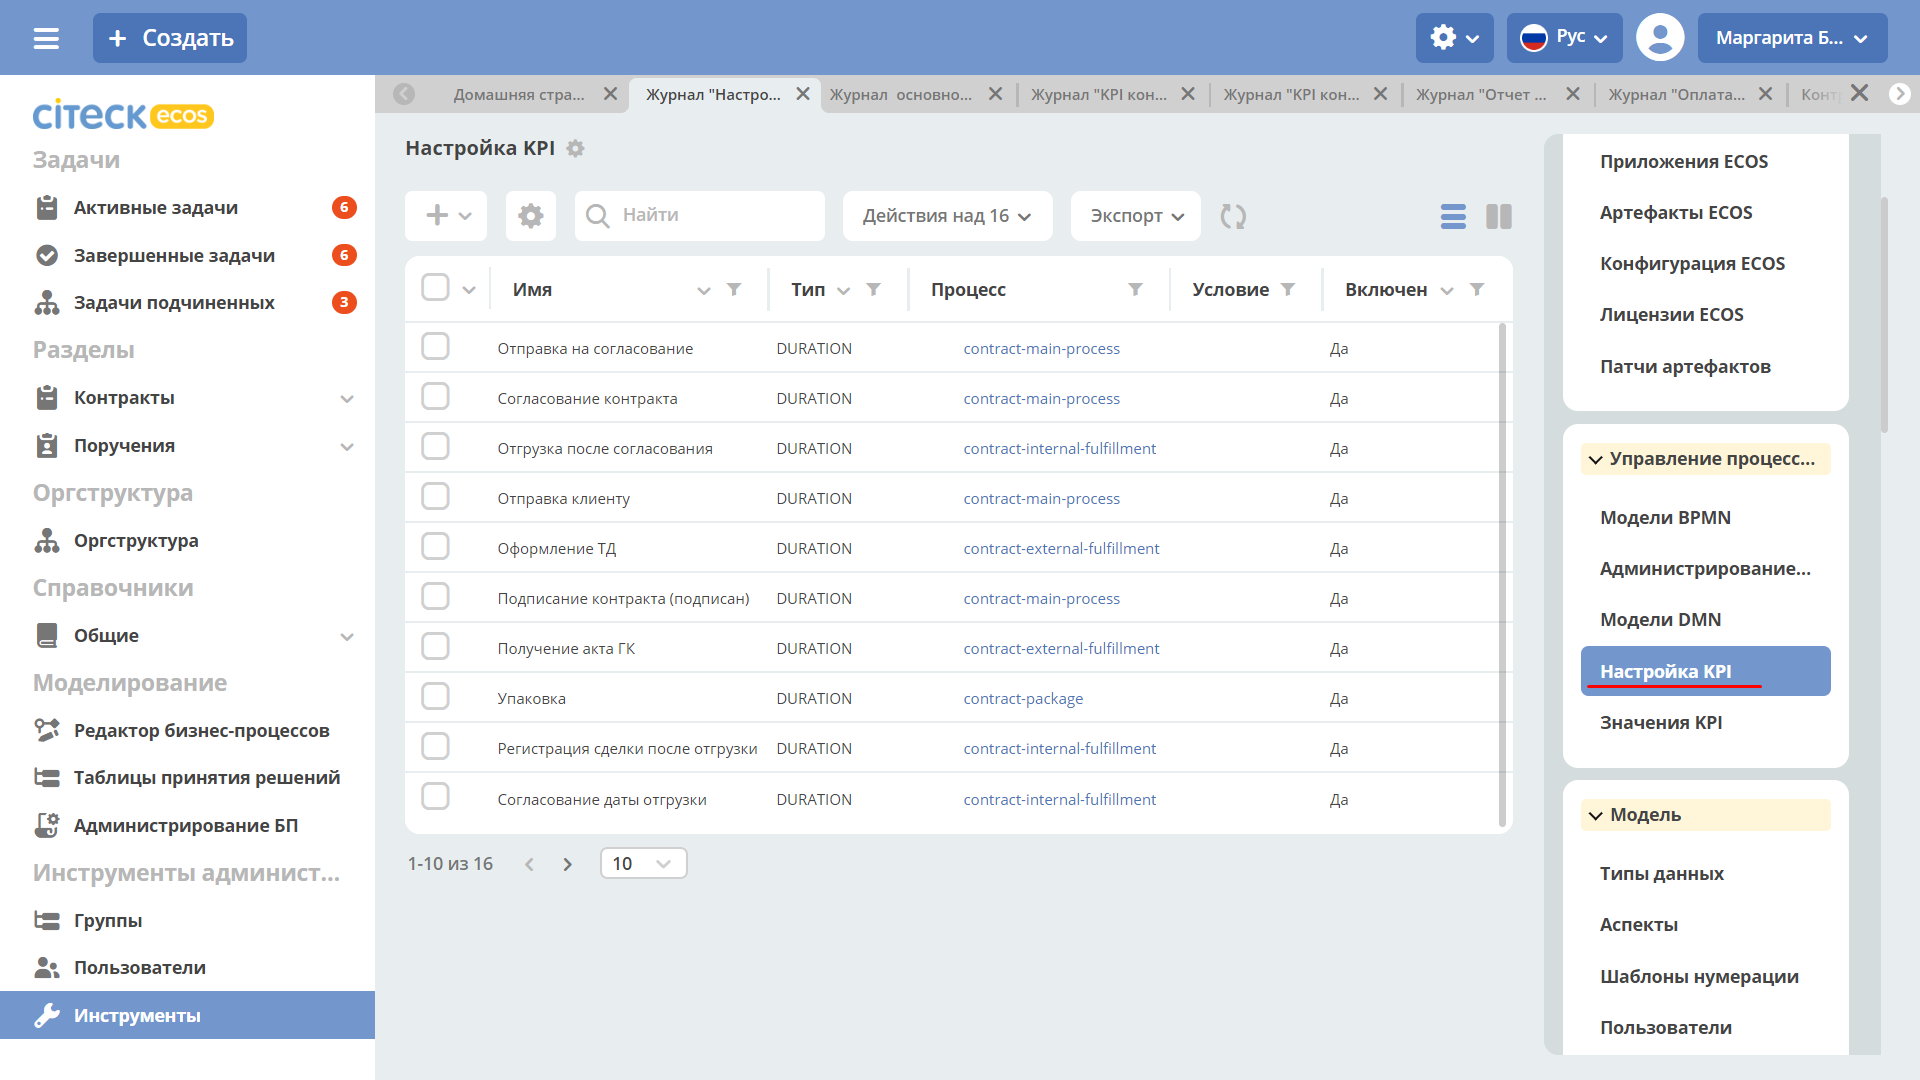 Создать
Рус
Маргарита Б...
citeck ecos
Домашняя стра...
Журнал "Настро...
Журнал основно...
Журнал "KPI кон...
Журнал "KPI кон...
Журнал "Отчет ...
Журнал "Оплата...
Контр
Задачи
Активные задачи 6
Завершенные задачи 6
Задачи подчиненных 3
Разделы
Контракты
Поручения
Оргструктура
Оргструктура
Справочники
Общие
Моделирование
Редактор бизнес-процессов
Таблицы принятия решений
Администрирование БП
Инструменты админист...
Группы
Пользователи
Инструменты
Настройка KPI
Найти
Действия над 16
Экспорт
Имя Тип Процесс Условие Включен
Отправка на согласование DURATION contract-main-process Да
Согласование контракта DURATION contract-main-process Да
Отгрузка после согласования DURATION contract-internal-fulfillment Да
Отправка клиенту DURATION contract-main-process Да
Оформление ТД DURATION contract-external-fulfillment Да
Подписание контракта (подписан) DURATION contract-main-process Да
Получение акта ГК DURATION contract-external-fulfillment Да
Упаковка DURATION contract-package Да
Регистрация сделки после отгрузки DURATION contract-internal-fulfillment Да
Согласование даты отгрузки DURATION contract-internal-fulfillment Да
1-10 из 16
10
Приложения ECOS
Артефакты ECOS
Конфигурация ECOS
Лицензии ECOS
Патчи артефактов
Управление процесс...
Модели BPMN
Администрирование...
Модели DMN
Настройка KPI
Значения KPI
Модель
Типы данных
Аспекты
Шаблоны нумерации
Пользователи